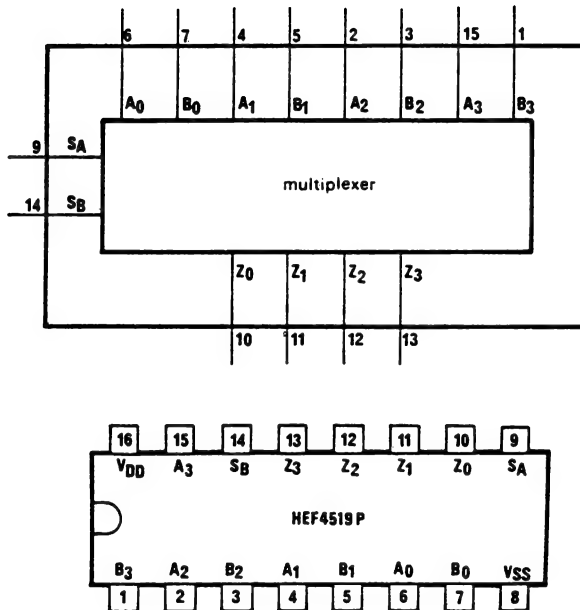 6 7 4 5 2 3 15 1
A0 B0 A1 B1 A2 B2 A3 B3
9 SA
multiplexer
14 SB
Z0 Z1 Z2 Z3
10 11 12 13
16 15 14 13 12 11 10 9
VDD A3 SB Z3 Z2 Z1 Z0 SA
HEF4519P
B3 A2 B2 A1 B1 A0 B0 VSS
1 2 3 4 5 6 7 8